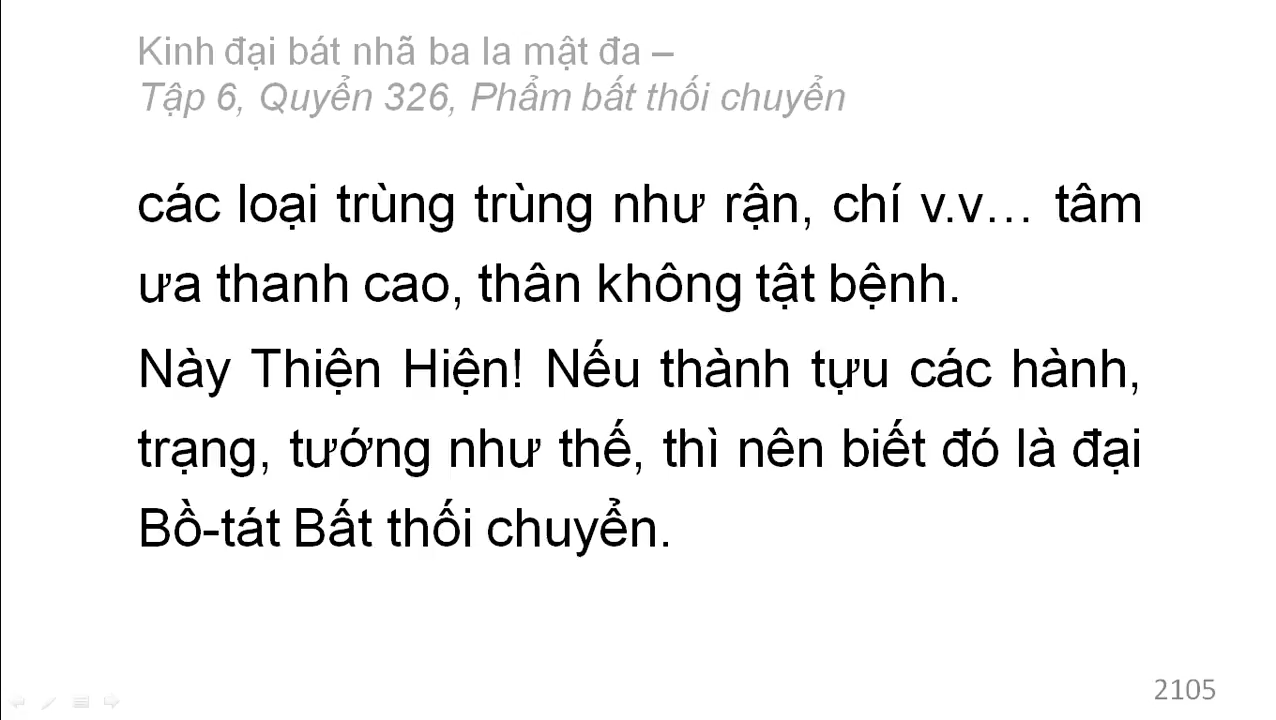 Kinh đại bát nhã ba la mật đa –
Tập 6, Quyển 326, Phẩm bất thối chuyển
các loại trùng trùng như rận, chí v.v… tâm
ưa thanh cao, thân không tật bệnh.
Này Thiện Hiện! Nếu thành tựu các hành,
trạng, tướng như thế, thì nên biết đó là đại
Bồ-tát Bất thối chuyển.
2105